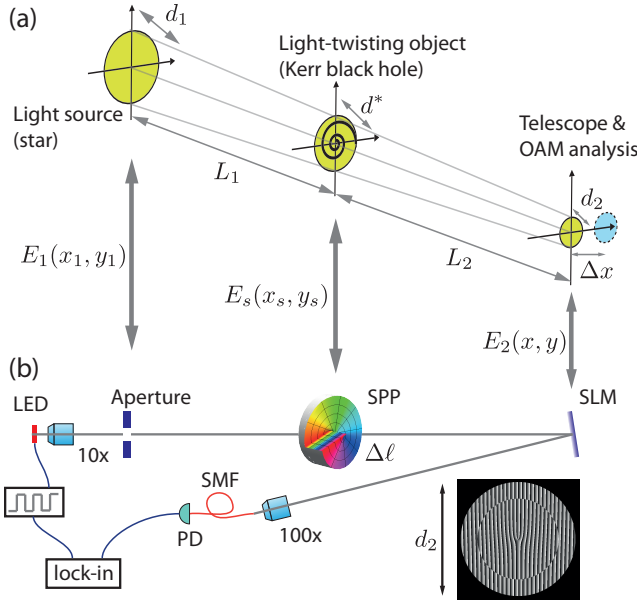 (a)
d₁
Light-twisting object
(Kerr black hole)
d*
Light source
(star)
Telescope &
OAM analysis
L₁
d₂
L₂
Δx
E₁(x₁, y₁)
Eₛ(xₛ, yₛ)
E₂(x, y)
(b)
Aperture
SPP
SLM
LED
10x
Δℓ
SMF
PD
100x
d₂
lock-in